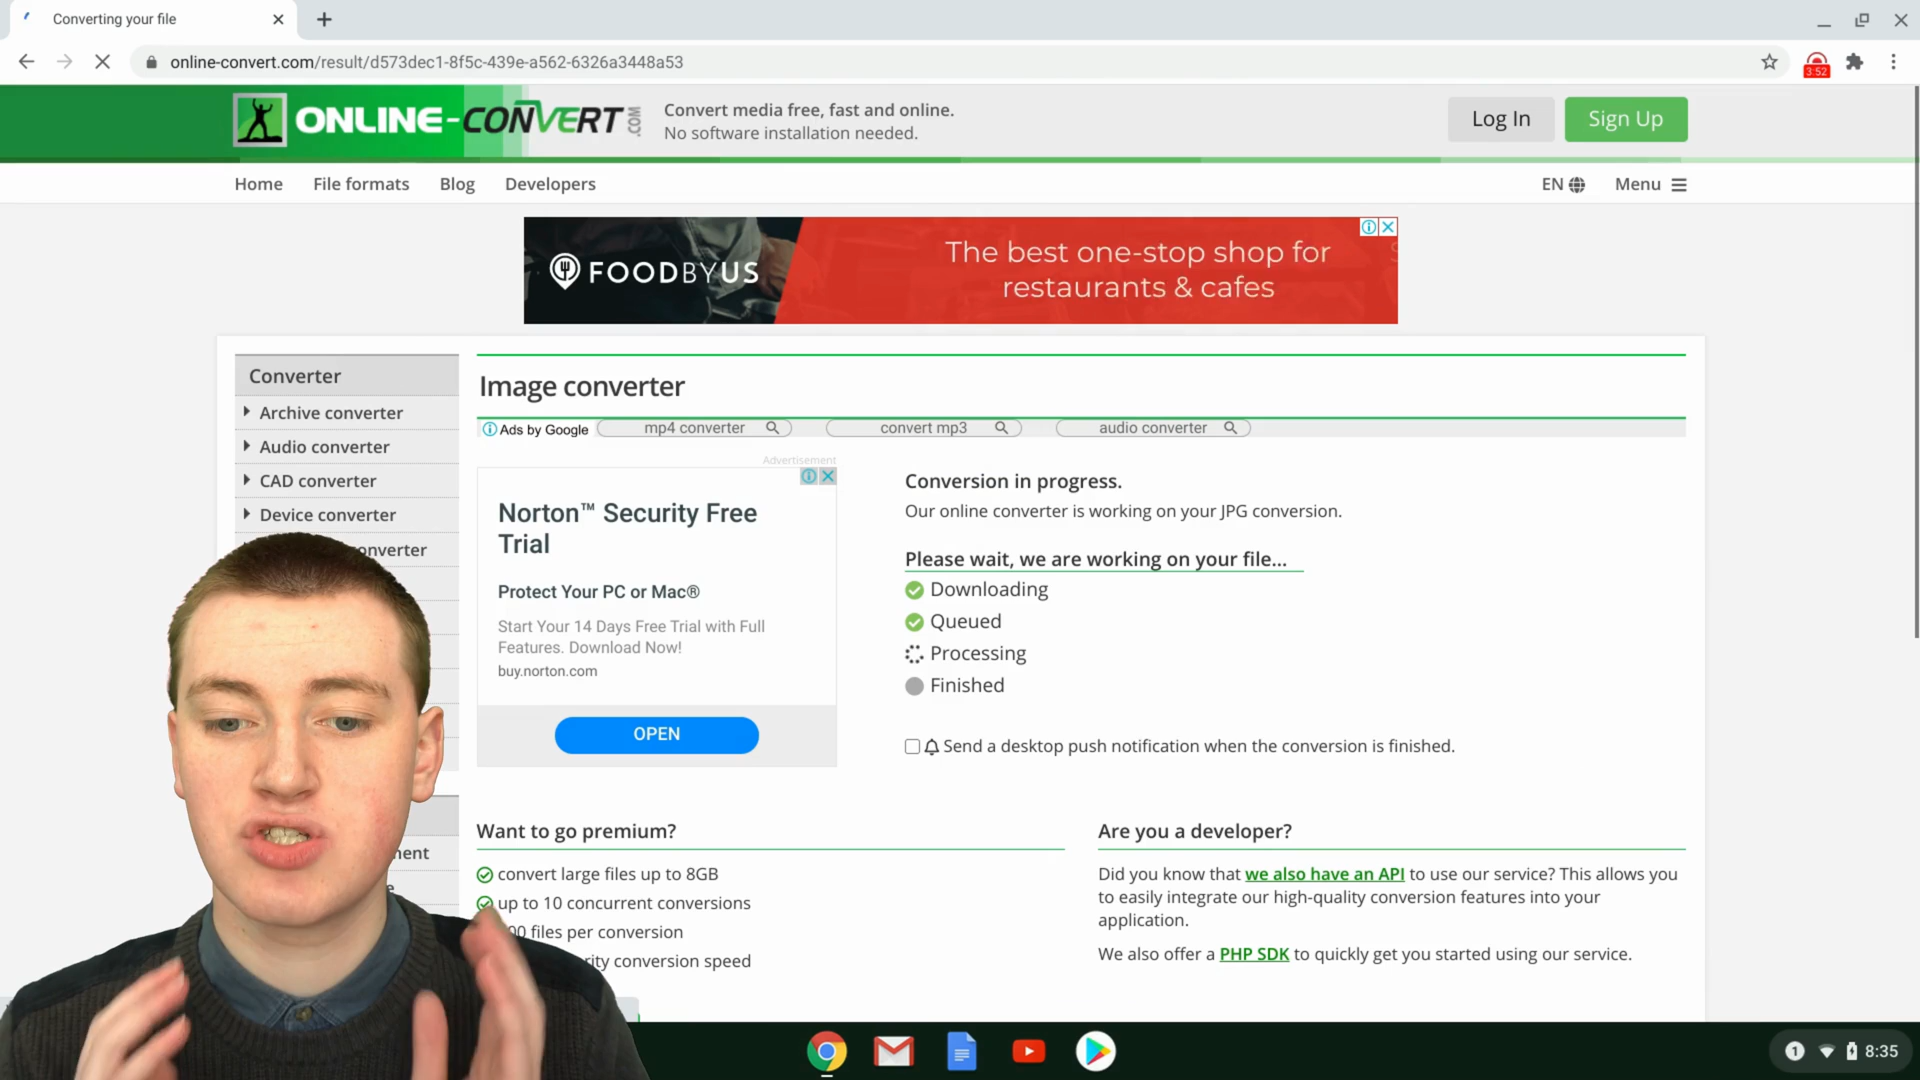 Converting your file
online-convert.com/result/d573dec1-8f5c-439e-a562-6326a3448a53
3:52
ONLINE-CONVERT.COM
Convert media free, fast and online.
No software installation needed.
Log In
Sign Up
Home
File formats
Blog
Developers
EN
Menu
FOODBYUS
The best one-stop shop for
restaurants & cafes
Converter
Archive converter
Audio converter
CAD converter
Device converter
onverter
Image converter
Ads by Google
mp4 converter
convert mp3
audio converter
Advertisement
Norton™ Security Free
Trial
Protect Your PC or Mac®
Start Your 14 Days Free Trial with Full
Features. Download Now!
buy.norton.com
OPEN
Conversion in progress.
Our online converter is working on your JPG conversion.
Please wait, we are working on your file...
Downloading
Queued
Processing
Finished
Send a desktop push notification when the conversion is finished.
Want to go premium?
convert large files up to 8GB
up to 10 concurrent conversions
00 files per conversion
rity conversion speed
Are you a developer?
Did you know that we also have an API to use our service? This allows you
to easily integrate our high-quality conversion features into your
application.
We also offer a PHP SDK to quickly get you started using our service.
1
8:35